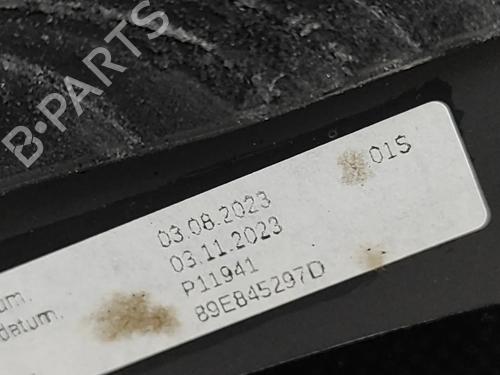 B·PARTS
03.08.2023
01S
um.
03.11.2023
datum.
P11941
89E845297D